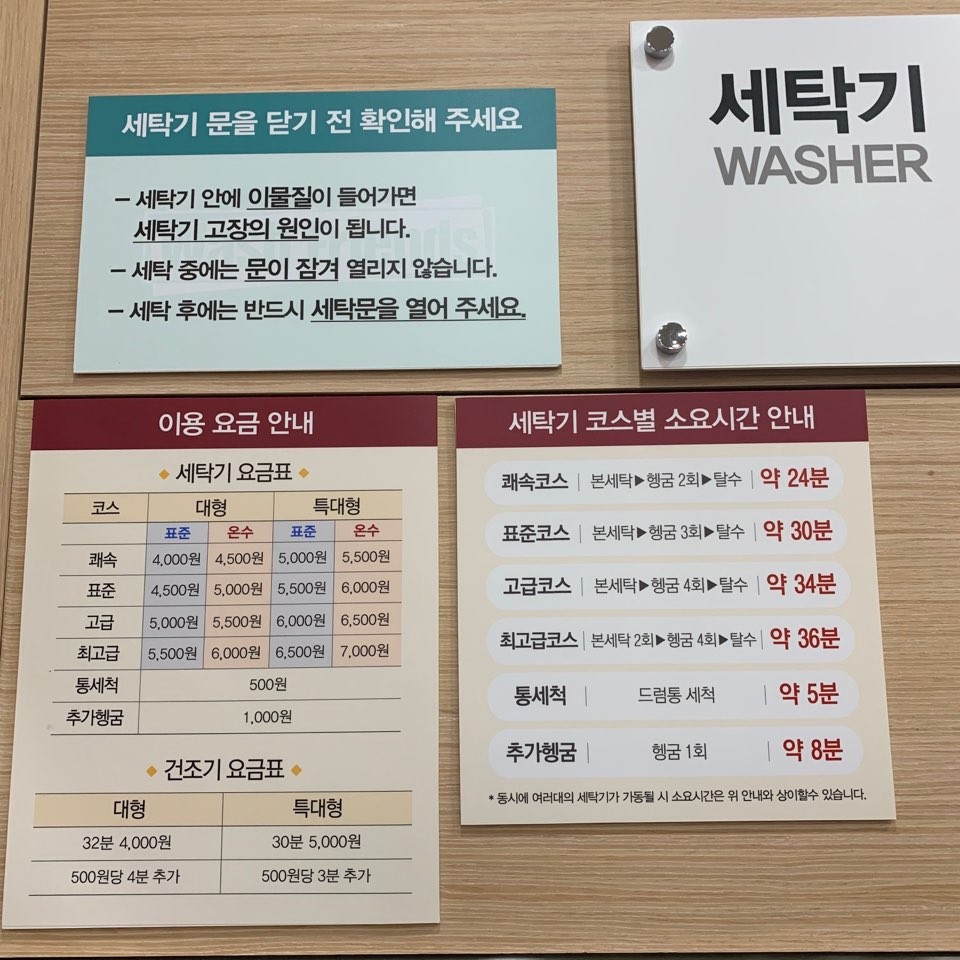 세탁기
WASHER
세탁기 문을 닫기 전 확인해 주세요
– 세탁기 안에 이물질이 들어가면
세탁기 고장의 원인이 됩니다.
– 세탁 중에는 문이 잠겨 열리지 않습니다.
– 세탁 후에는 반드시 세탁문을 열어 주세요.
이용 요금 안내
세탁기 요금표
코스 대형 특대형
표준 온수 표준 온수
쾌속 4,000원 4,500원 5,000원 5,500원
표준 4,500원 5,000원 5,500원 6,000원
고급 5,000원 5,500원 6,000원 6,500원
최고급 5,500원 6,000원 6,500원 7,000원
통세척 500원
추가헹굼 1,000원
건조기 요금표
대형 특대형
32분 4,000원 30분 5,000원
500원당 4분 추가 500원당 3분 추가
세탁기 코스별 소요시간 안내
쾌속코스 본세탁▶헹굼 2회▶탈수 약 24분
표준코스 본세탁▶헹굼 3회▶탈수 약 30분
고급코스 본세탁▶헹굼 4회▶탈수 약 34분
최고급코스 본세탁 2회▶헹굼 4회▶탈수 약 36분
통세척 드럼통 세척 약 5분
추가헹굼 헹굼 1회 약 8분
* 동시에 여러대의 세탁기가 가동될 시 소요시간은 위 안내와 상이할수 있습니다.